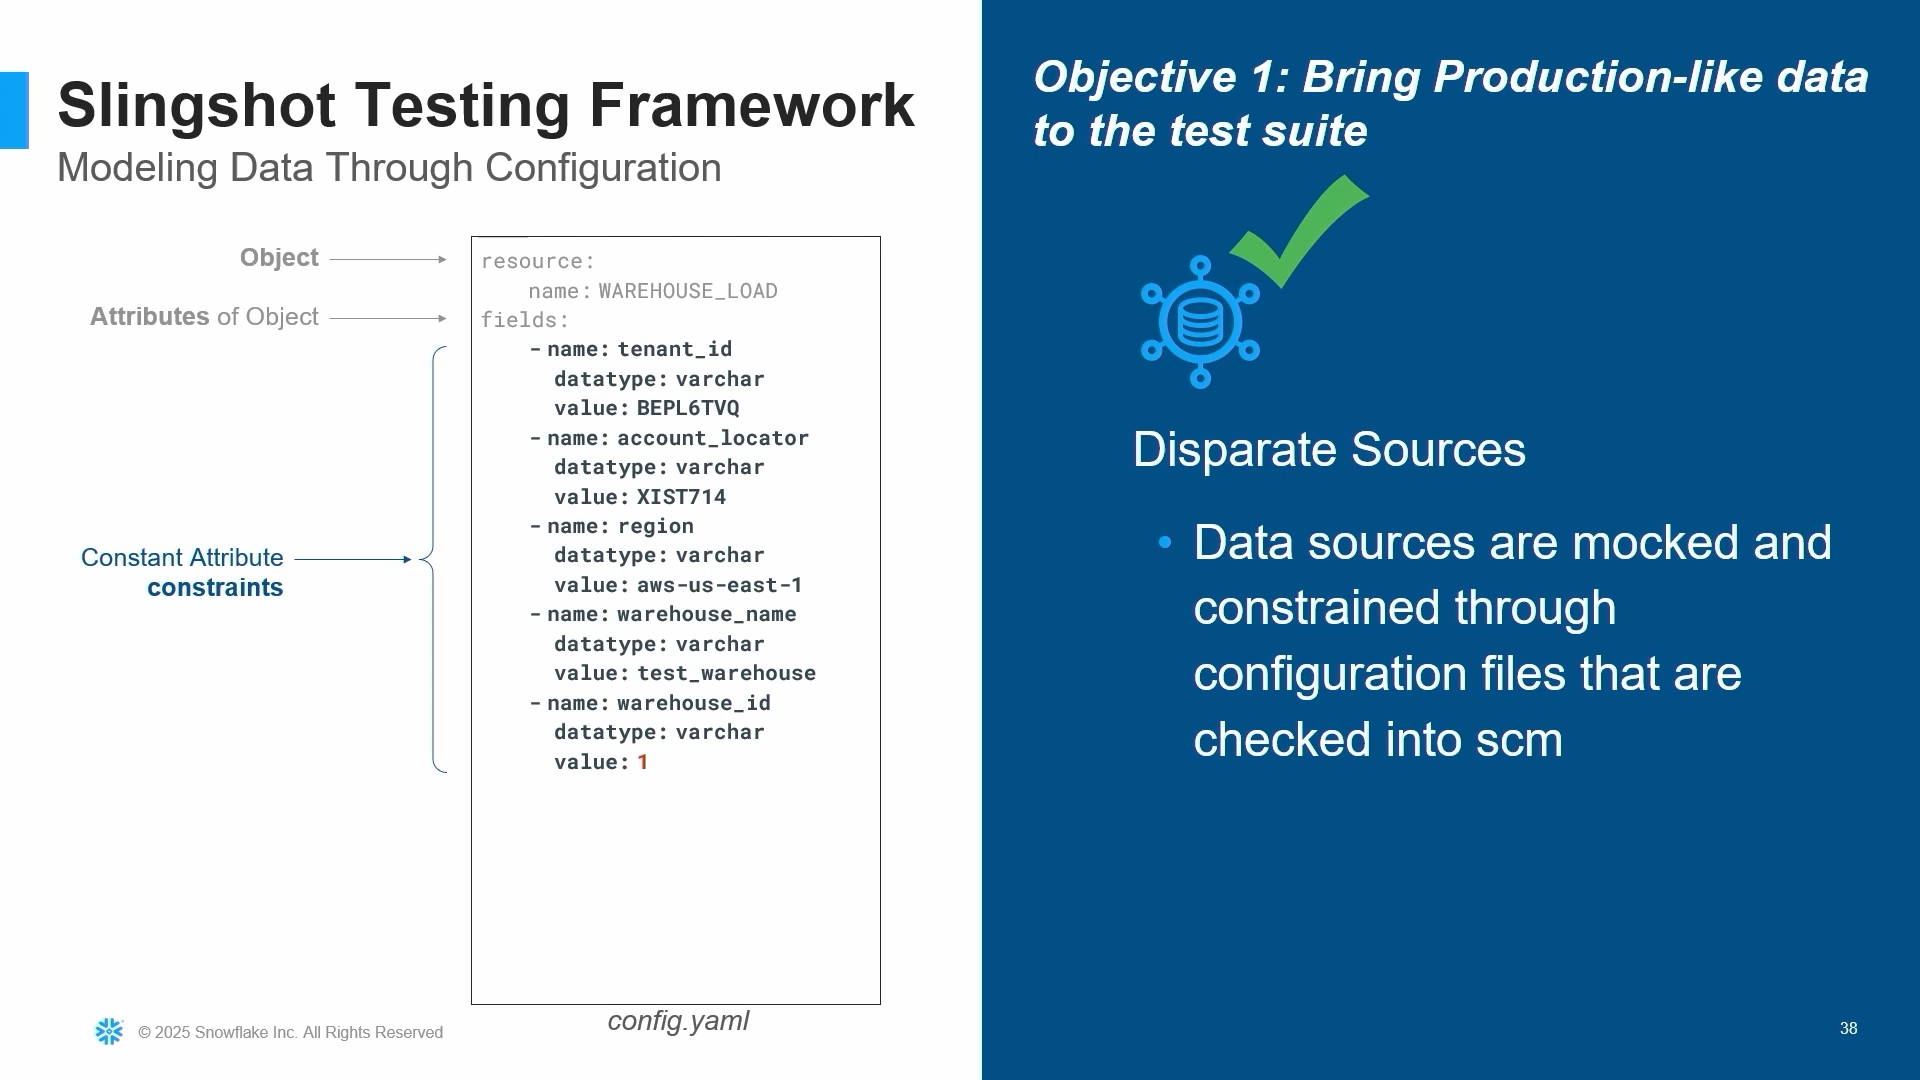 Slingshot Testing Framework
Modeling Data Through Configuration
Object
Attributes of Object
Constant Attribute
constraints
resource:
name: WAREHOUSE_LOAD
fields:
- name: tenant_id
datatype: varchar
value: BEPL6TVQ
- name: account_locator
datatype: varchar
value: XIST714
- name: region
datatype: varchar
value: aws-us-east-1
- name: warehouse_name
datatype: varchar
value: test_warehouse
- name: warehouse_id
datatype: varchar
value: 1
config.yaml
© 2025 Snowflake Inc. All Rights Reserved
Objective 1: Bring Production-like data
to the test suite
Disparate Sources
• Data sources are mocked and
constrained through
configuration files that are
checked into scm
38